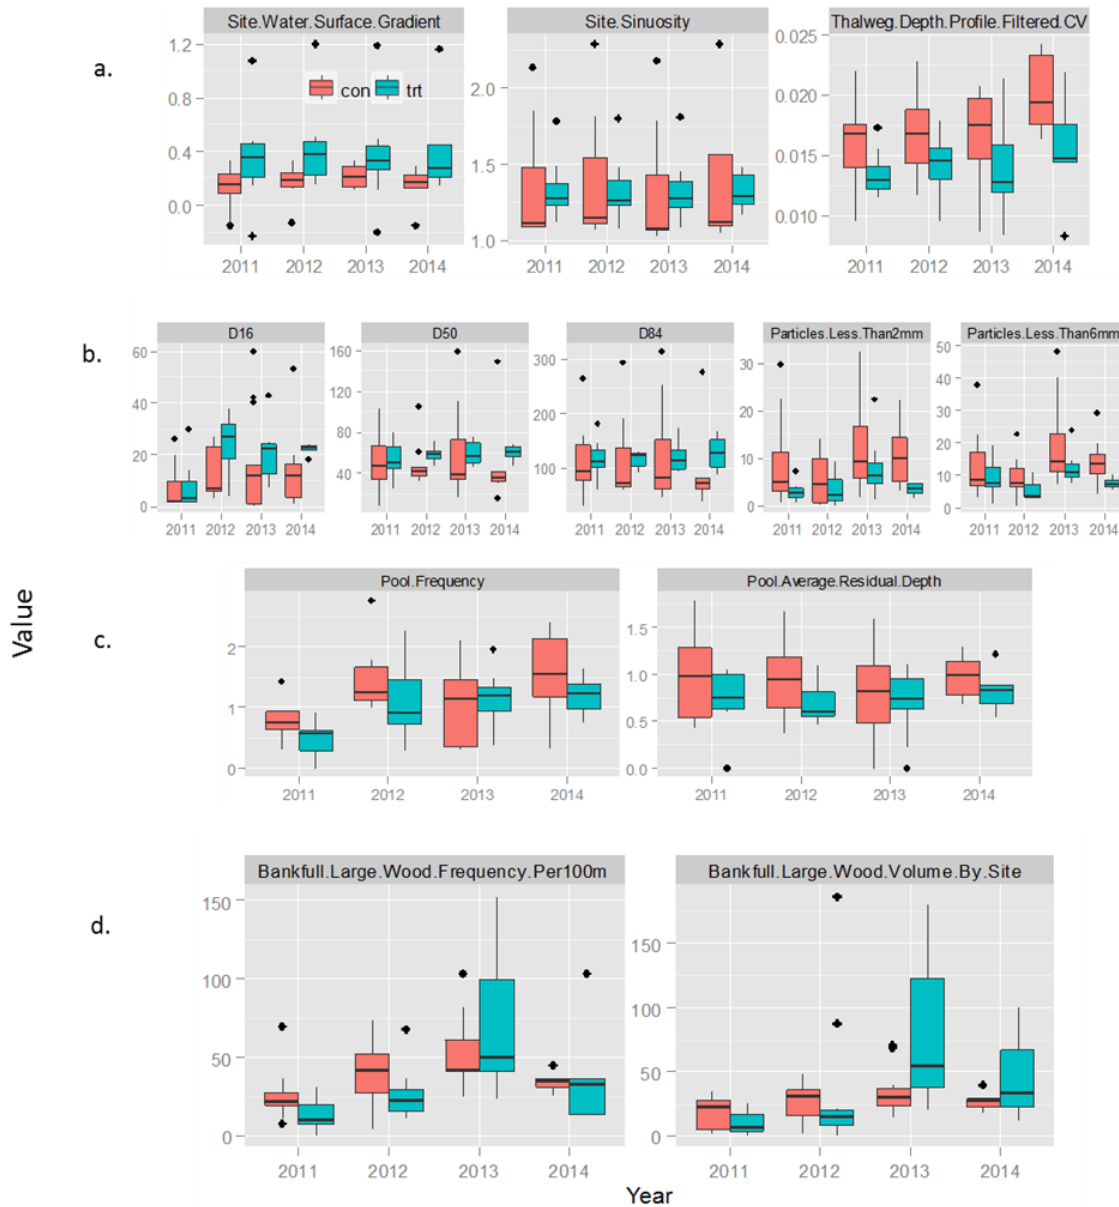 Site.Water.Surface.Gradient Site.Sinuosity Thalweg.Depth.Profile.Filtered.CV
a.
1.2 0.8 0.4 0.0
con trt
2.0 1.5 1.0
0.025 0.020 0.015 0.010
2011 2012 2013 2014 2011 2012 2013 2014 2011 2012 2013 2014
b.
D16 D50 D84 Particles.Less.Than2mm Particles.Less.Than6mm
60 40 20 0
160 120 80 40
300 200 100
30 20 10 0
50 40 30 20 10 0
2011 2012 2013 2014 2011 2012 2013 2014 2011 2012 2013 2014 2011 2012 2013 2014 2011 2012 2013 2014
Value
c.
Pool.Frequency Pool.Average.Residual.Depth
2 1 0
1.5 1.0 0.5 0.0
2011 2012 2013 2014 2011 2012 2013 2014
d.
Bankfull.Large.Wood.Frequency.Per100m Bankfull.Large.Wood.Volume.By.Site
150 100 50 0
150 100 50 0
2011 2012 2013 2014 2011 2012 2013 2014
Year